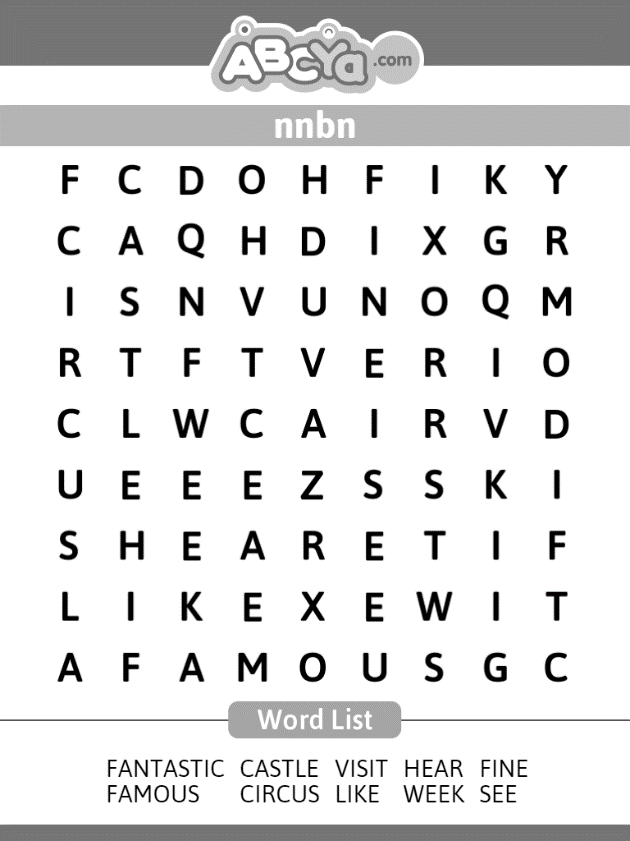 ABCYa.com
nnbn
F C D O H F I K Y
C A Q H D I X G R
I S N V U N O Q M
R T F T V E R I O
C L W C A I R V D
U E E E Z S S K I
S H E A R E T I F
L I K E X E W I T
A F A M O U S G C
Word List
FANTASTIC CASTLE VISIT HEAR FINE
FAMOUS CIRCUS LIKE WEEK SEE